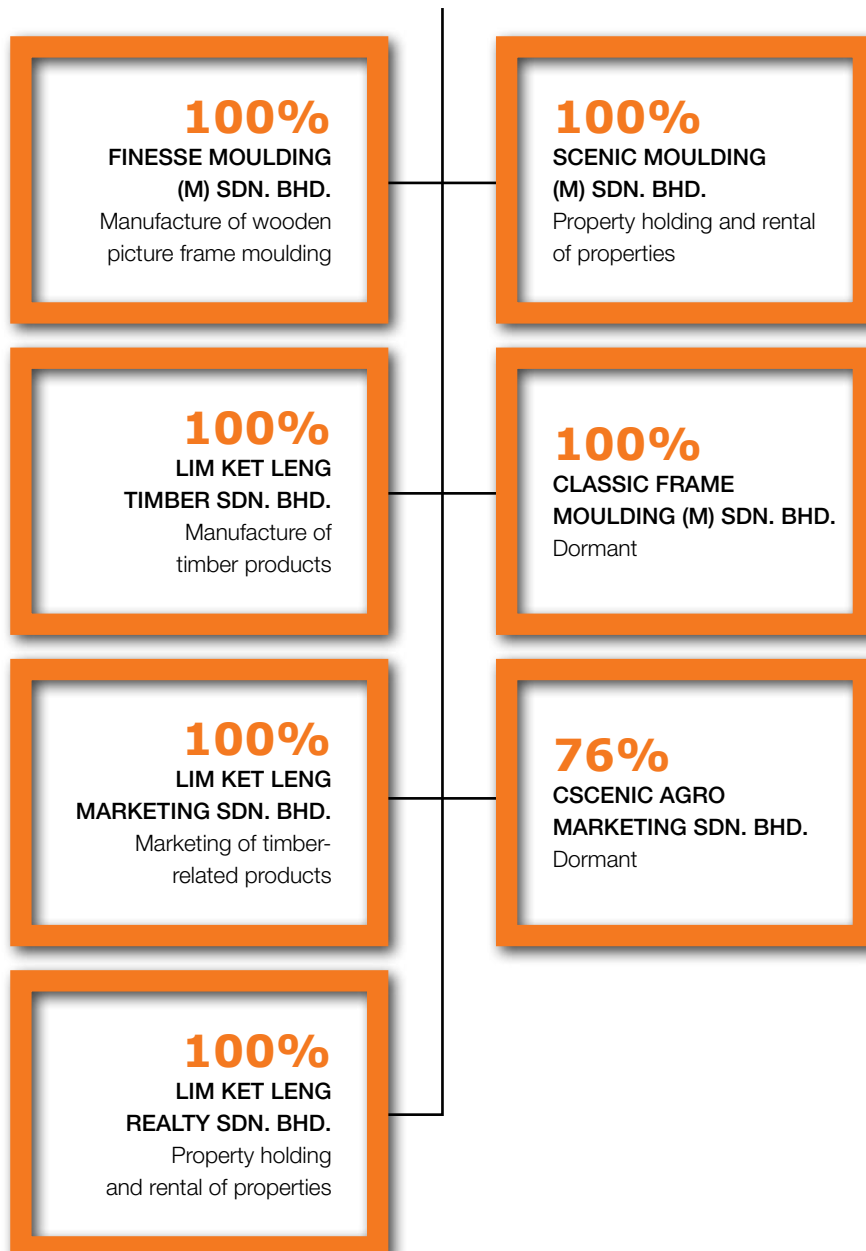 100%
FINESSE MOULDING
(M) SDN. BHD.
Manufacture of wooden
picture frame moulding
100%
SCENIC MOULDING
(M) SDN. BHD.
Property holding and rental
of properties
100%
LIM KET LENG
TIMBER SDN. BHD.
Manufacture of
timber products
100%
CLASSIC FRAME
MOULDING (M) SDN. BHD.
Dormant
100%
LIM KET LENG
MARKETING SDN. BHD.
Marketing of timber-
related products
76%
CSCENIC AGRO
MARKETING SDN. BHD.
Dormant
100%
LIM KET LENG
REALTY SDN. BHD.
Property holding
and rental of properties